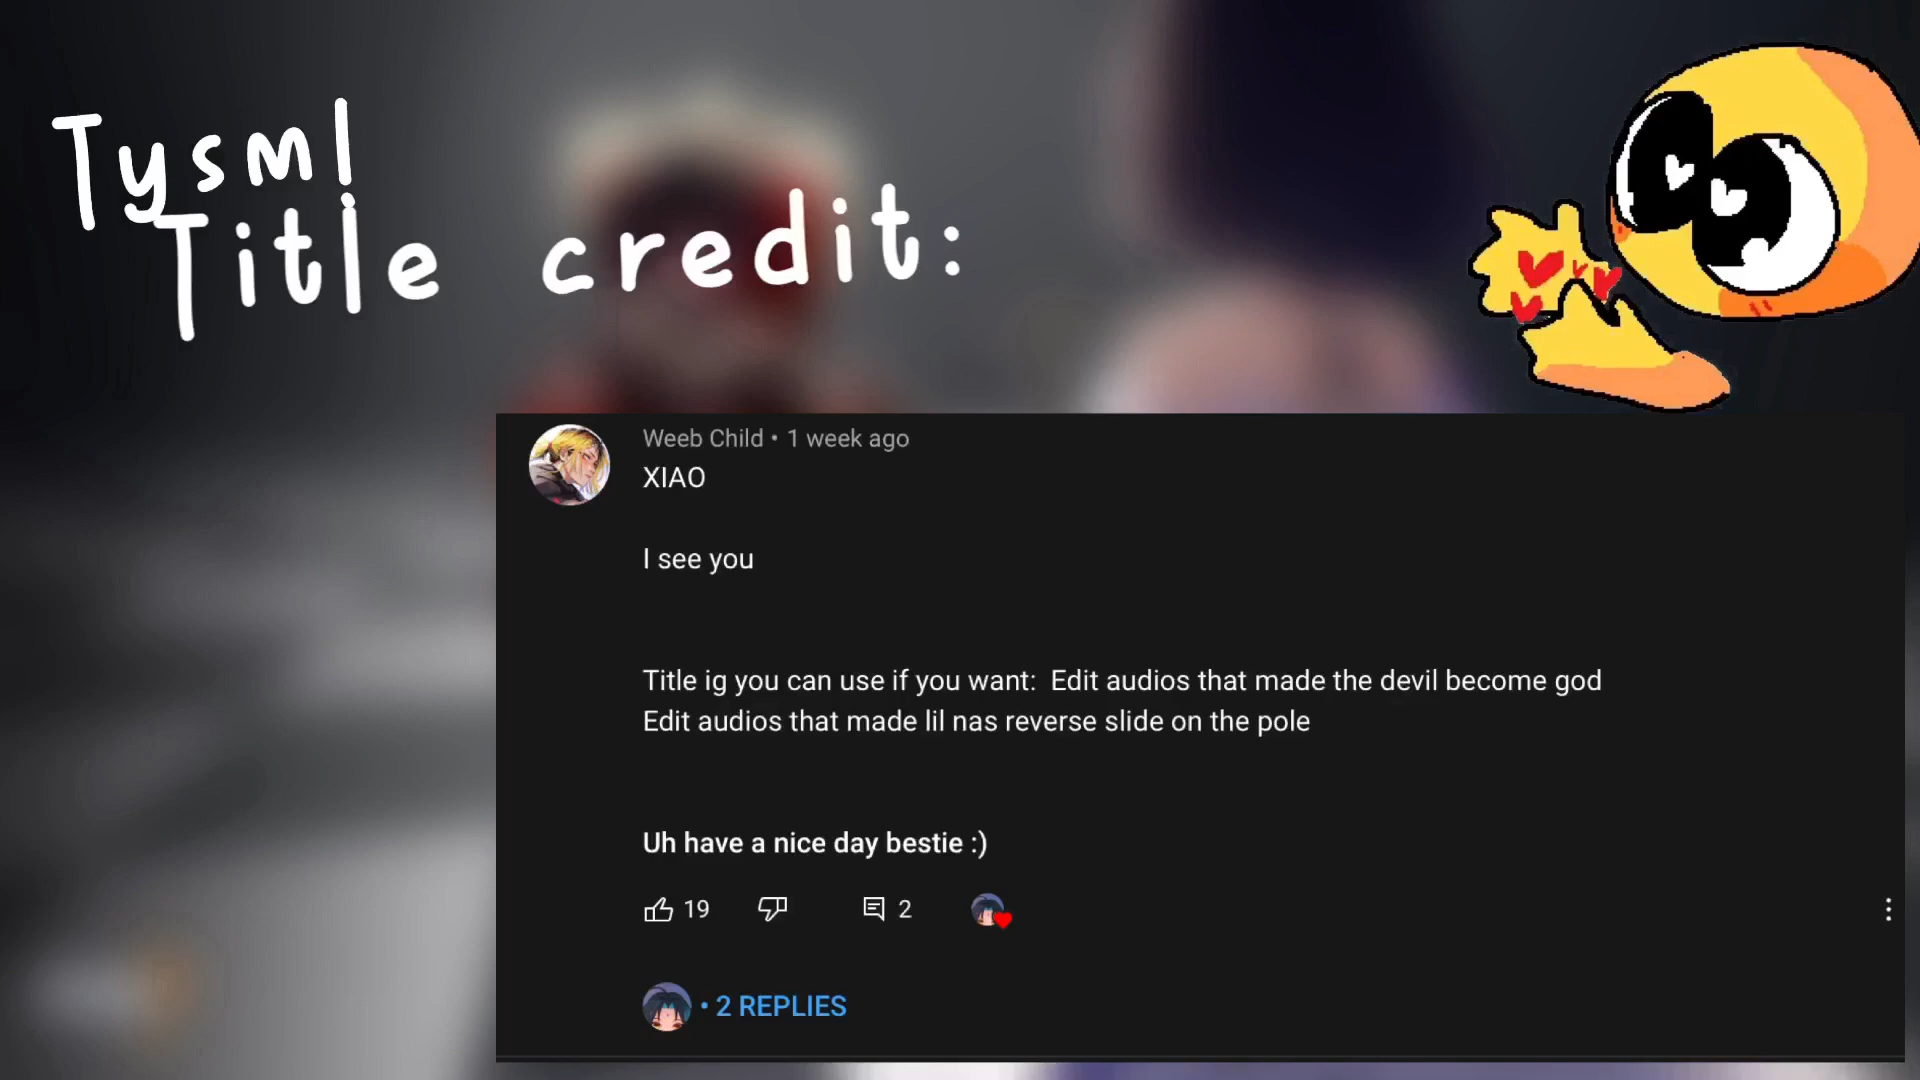 Tysm!
Title credit:
Weeb Child • 1 week ago
XIAO
I see you
Title ig you can use if you want:  Edit audios that made the devil become god
Edit audios that made lil nas reverse slide on the pole
Uh have a nice day bestie :)
19
2
• 2 REPLIES